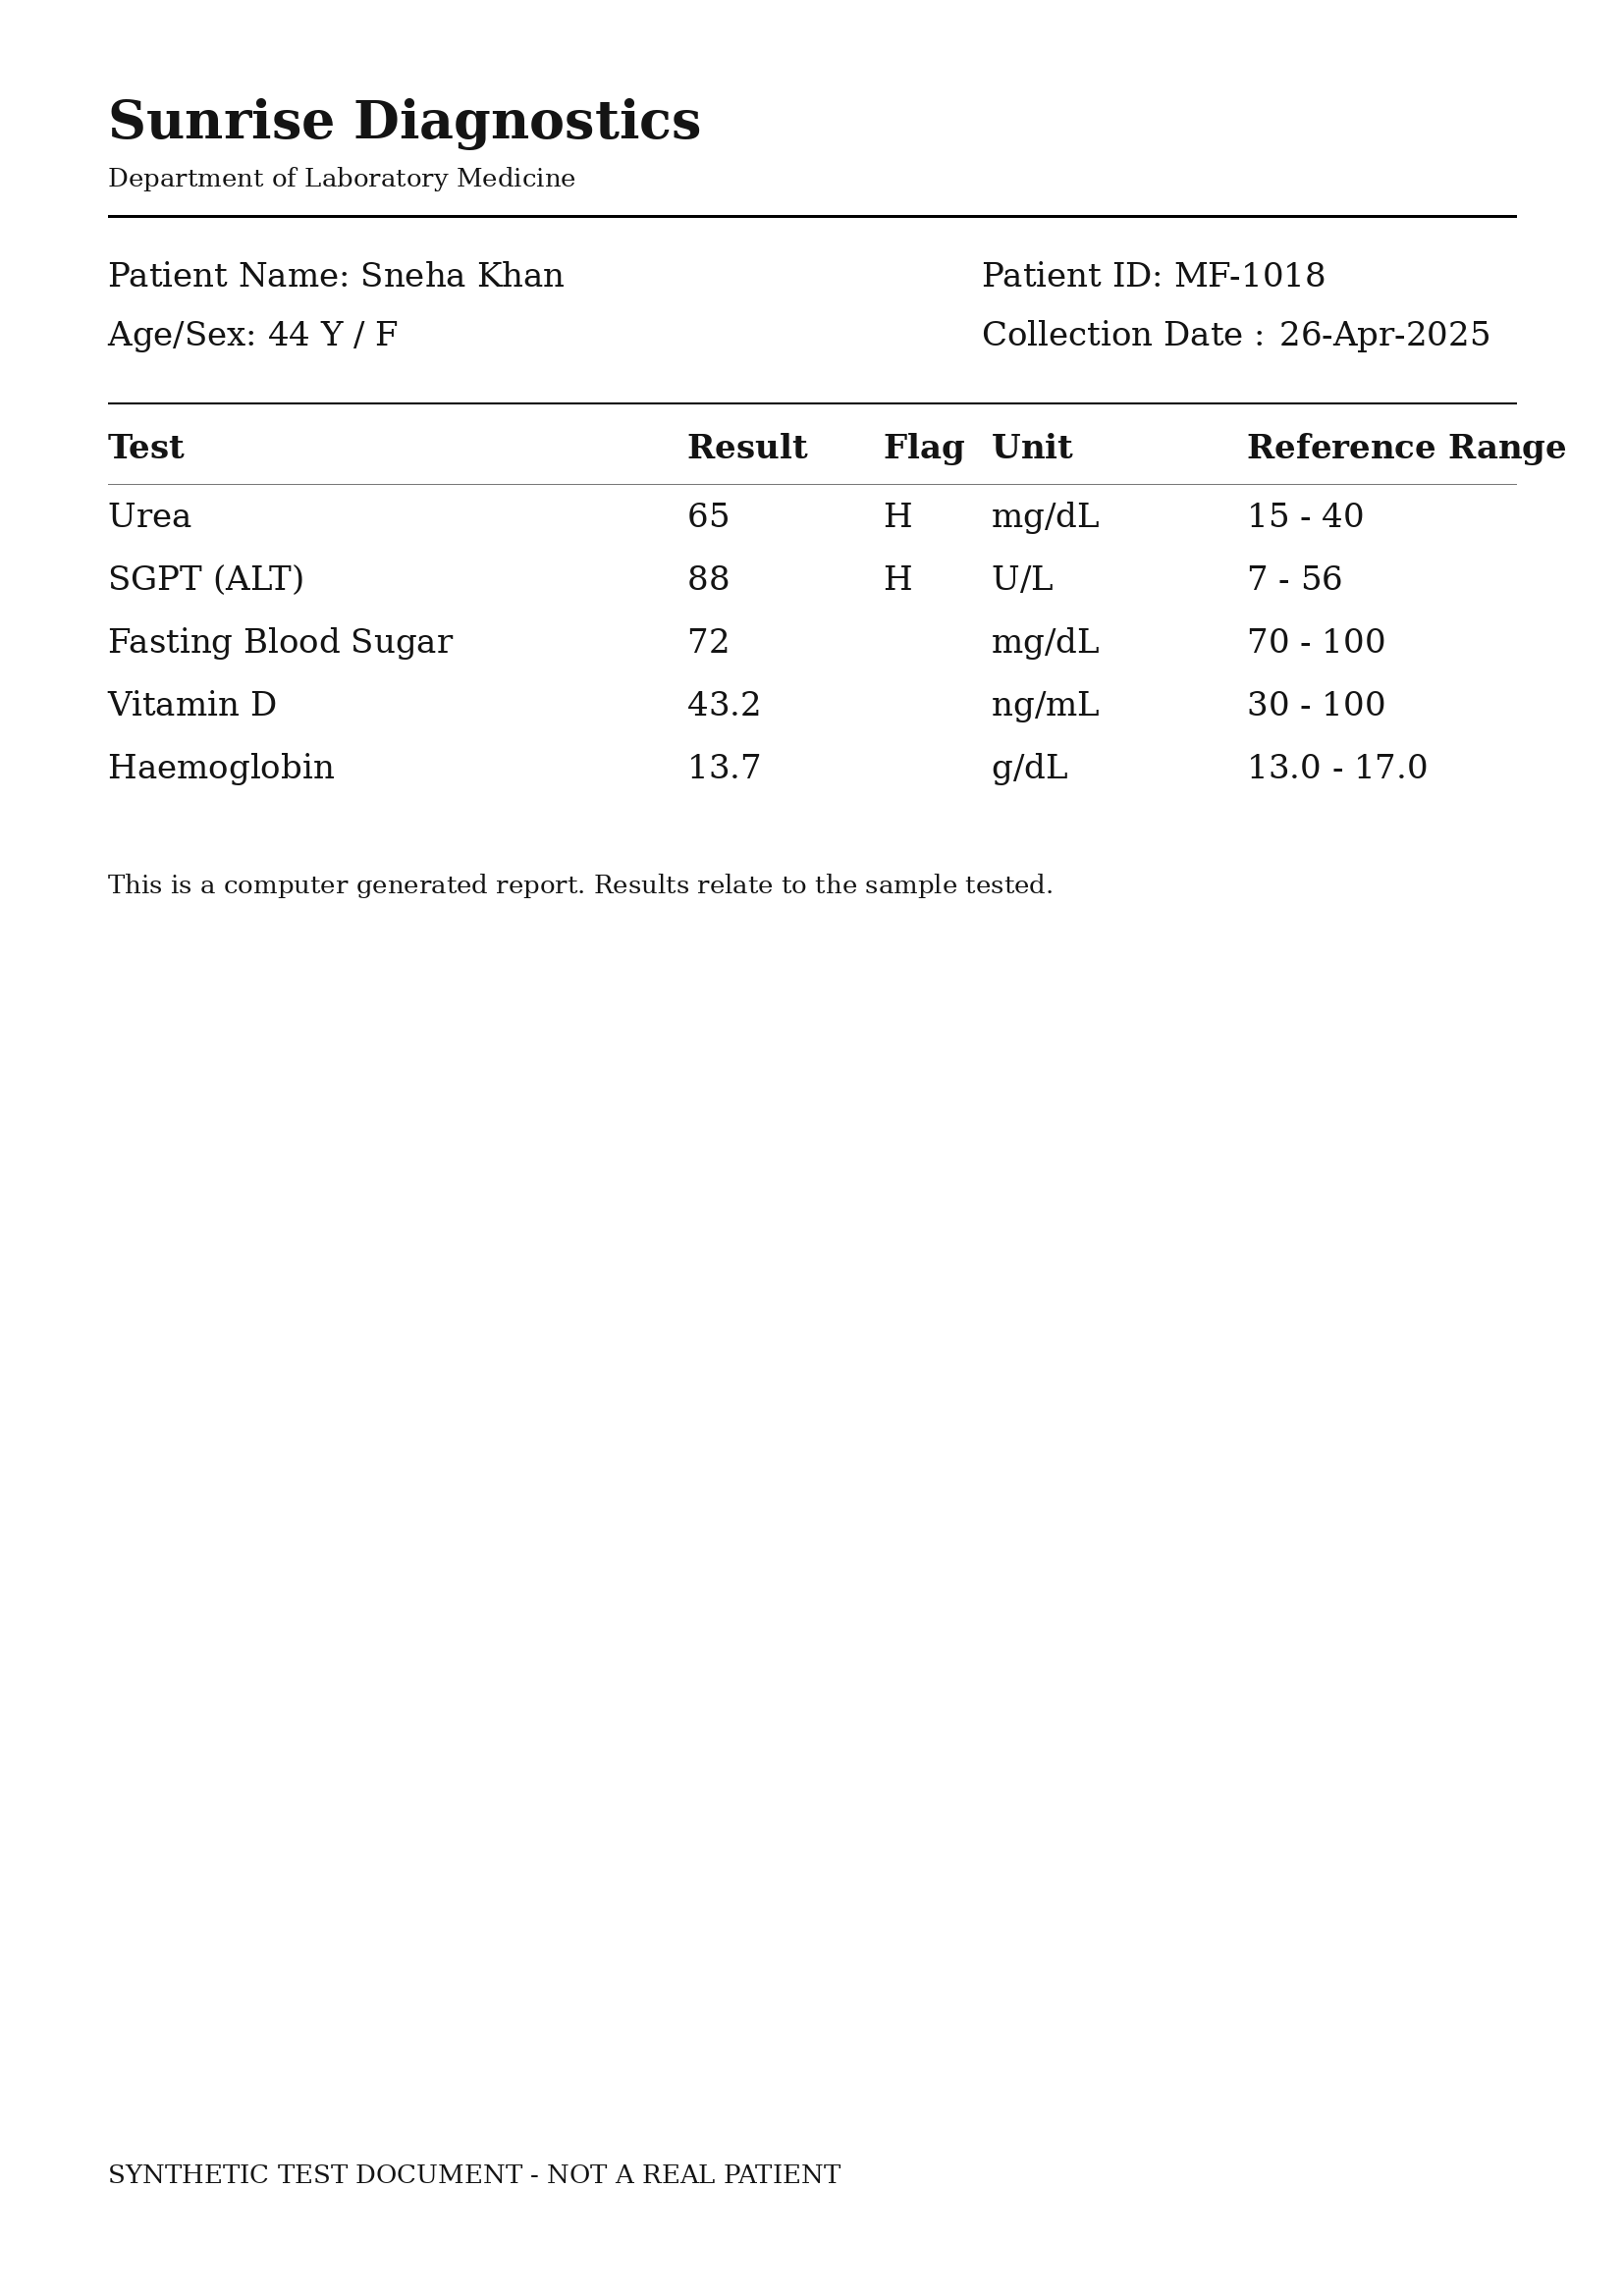 Sunrise Diagnostics
Department of Laboratory Medicine
Patient Name: Sneha Khan Patient ID: MF-1018
Age/Sex: 44 Y / F Collection Date : 26-Apr-2025
Test Result Flag Unit Reference Range
Urea 65 H mg/dL 15 - 40
SGPT (ALT) 88 H U/L 7 - 56
Fasting Blood Sugar 72 mg/dL 70 - 100
Vitamin D 43.2 ng/mL 30 - 100
Haemoglobin 13.7 g/dL 13.0 - 17.0
This is a computer generated report. Results relate to the sample tested.
SYNTHETIC TEST DOCUMENT - NOT A REAL PATIENT